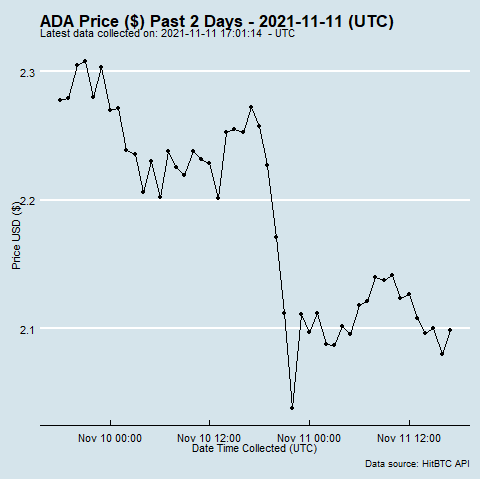 ADA Price ($) Past 2 Days - 2021-11-11 (UTC)
Latest data collected on: 2021-11-11 17:01:14 - UTC
2.3
2.2
2.1
Price USD ($)
Nov 10 00:00
Nov 10 12:00
Nov 11 00:00
Nov 11 12:00
Date Time Collected (UTC)
Data source: HitBTC API